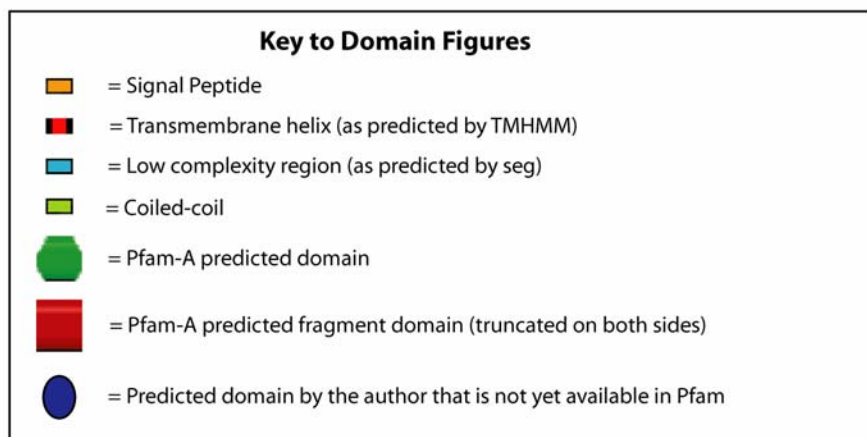 Key to Domain Figures
= Signal Peptide
= Transmembrane helix (as predicted by TMHMM)
= Low complexity region (as predicted by seg)
= Coiled-coil
= Pfam-A predicted domain
= Pfam-A predicted fragment domain (truncated on both sides)
= Predicted domain by the author that is not yet available in Pfam